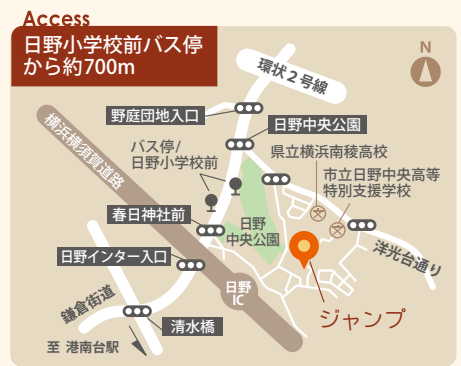 Access
日野小学校前バス停
から約700m
N
環状2号線
野庭団地入口
日野中央公園
横浜横須賀道路
バス停/
日野小学校前
県立横浜南稜高校
市立日野中央高等
特別支援学校
春日神社前
日野
中央公園
日野インター入口
洋光台通り
日野
IC
鎌倉街道
ジャンプ
清水橋
至 港南台駅